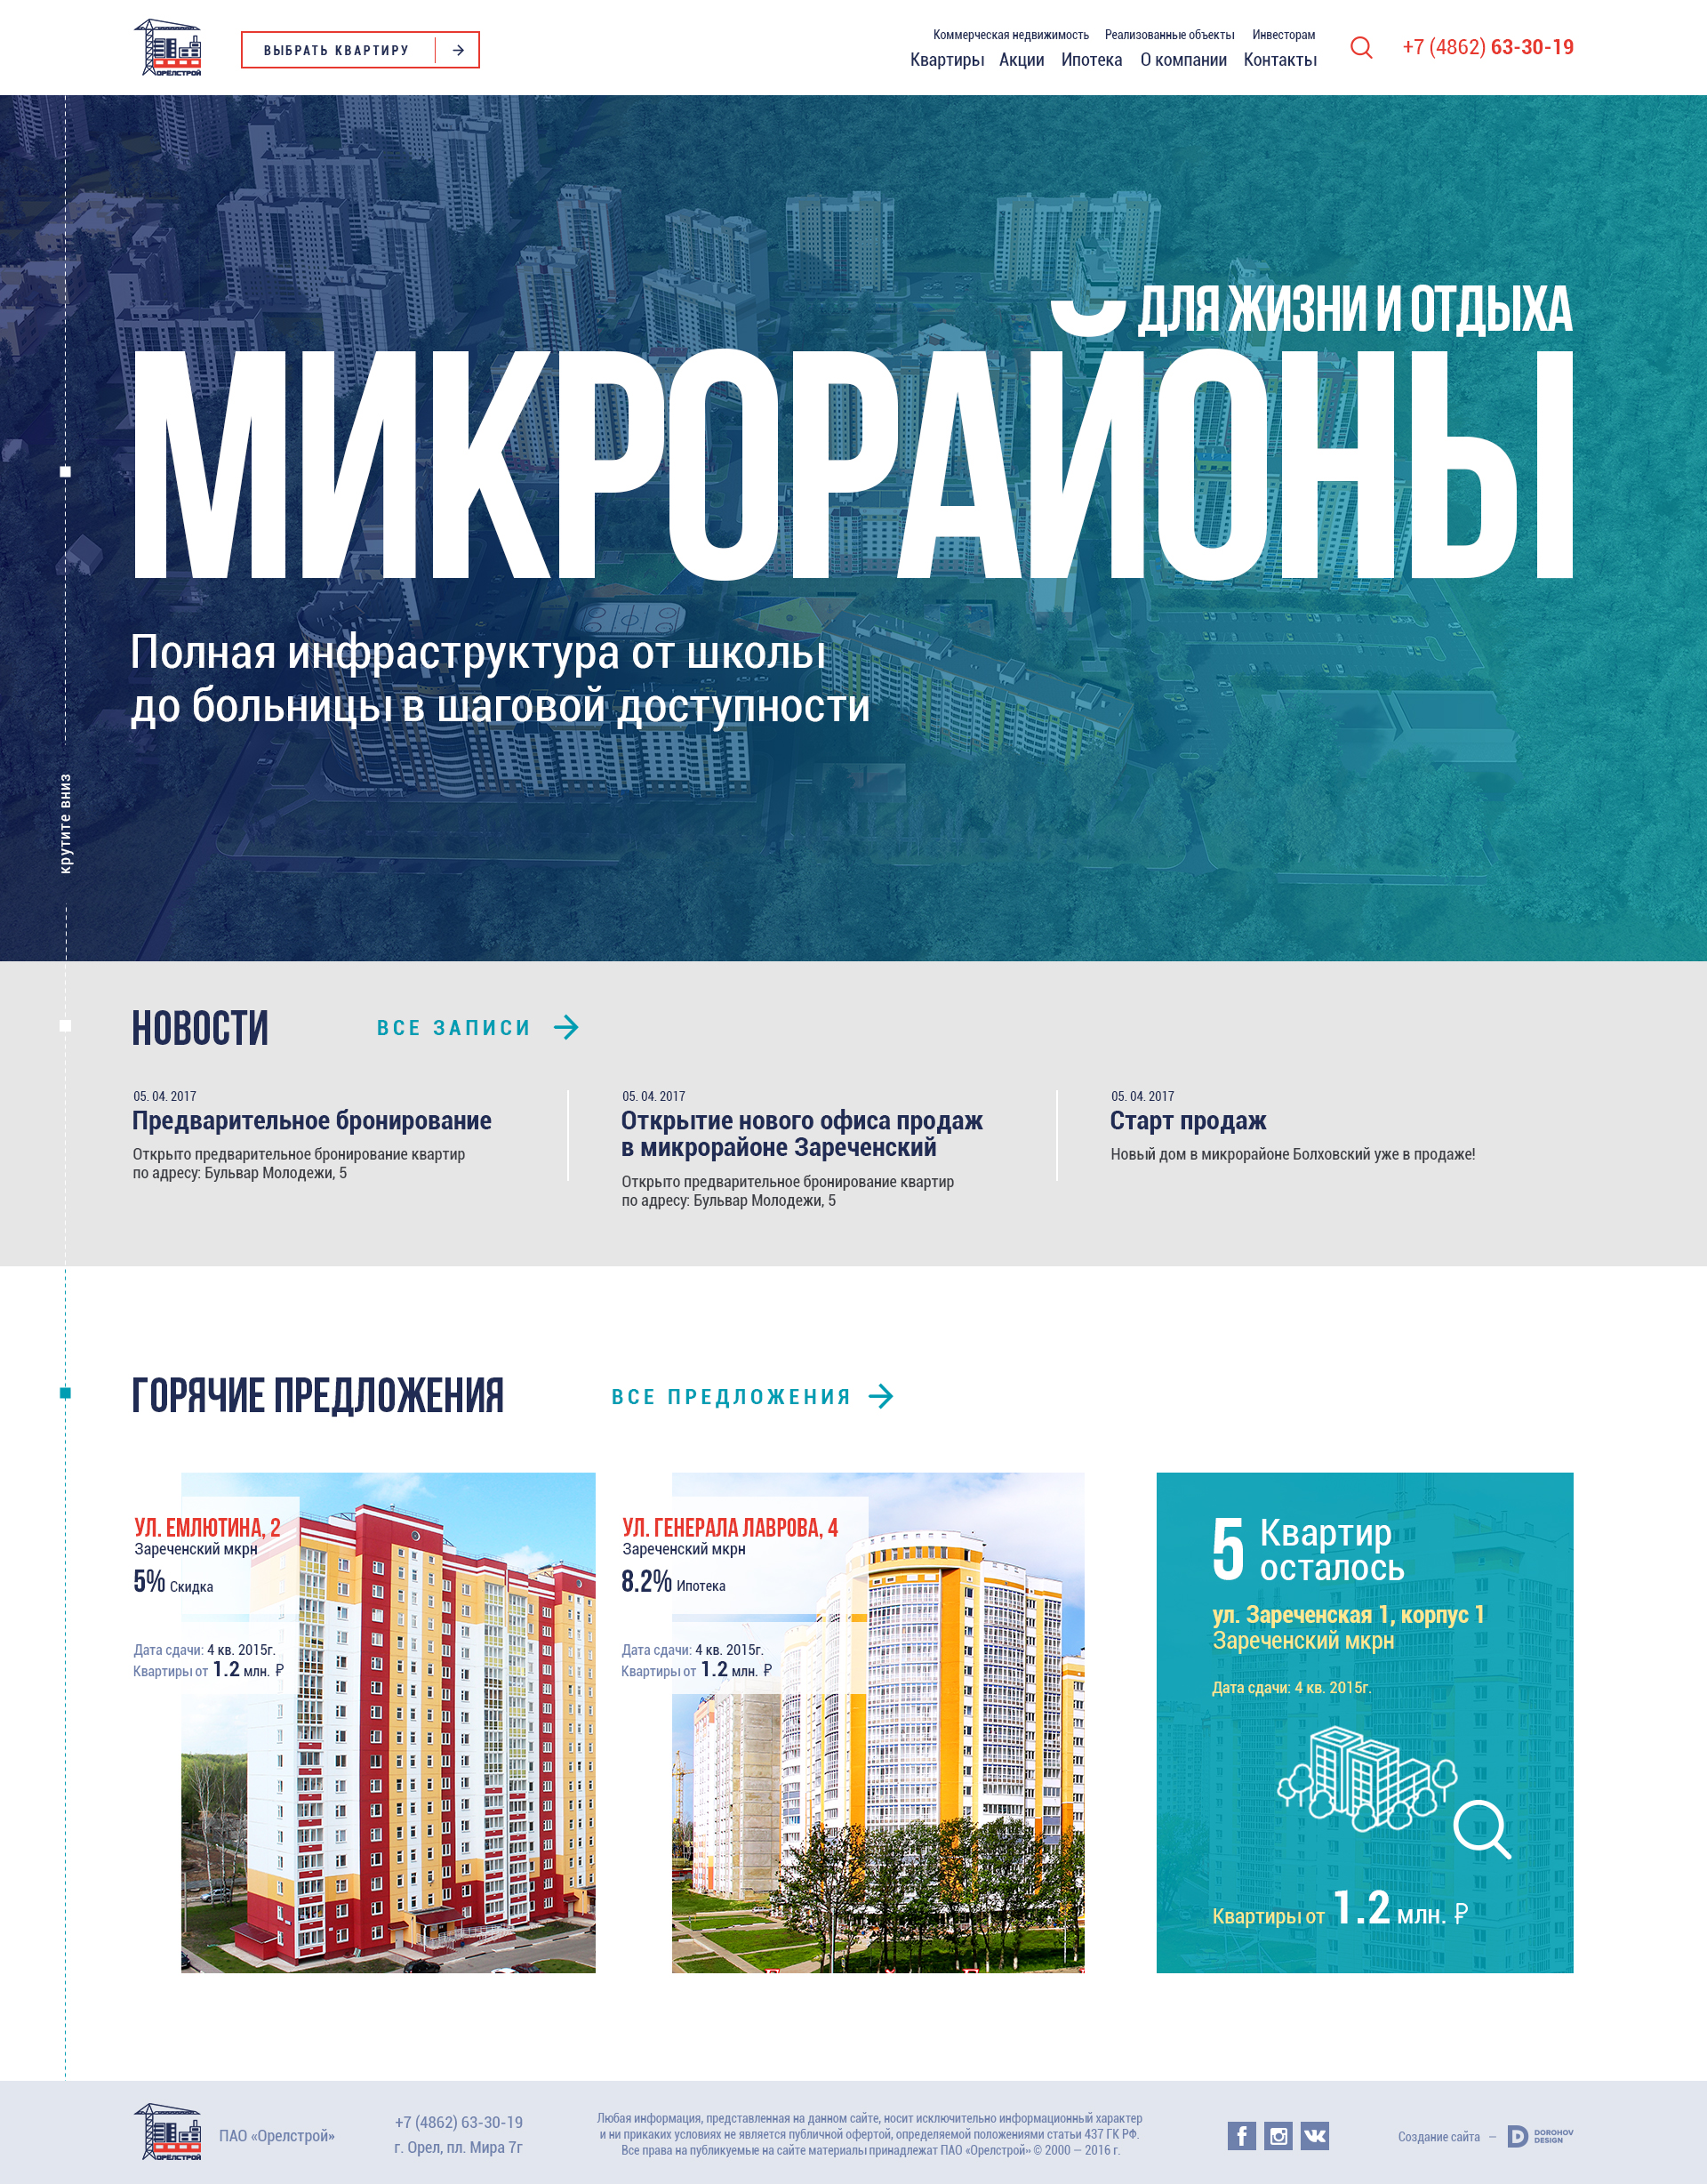 ОРЁЛСТРОЙ
ВЫБРАТЬ КВАРТИРУ
Коммерческая недвижимость Реализованные объекты Инвесторам
Квартиры Акции Ипотека О компании Контакты
+7 (4862) 63-30-19
ДЛЯ ЖИЗНИ И ОТДЫХА
МИКРОРАЙОНЫ
Полная инфраструктура от школы
до больницы в шаговой доступности
крутите вниз
НОВОСТИ
ВСЕ ЗАПИСИ
05. 04. 2017
Предварительное бронирование
Открыто предварительное бронирование квартир
по адресу: Бульвар Молодежи, 5
05. 04. 2017
Открытие нового офиса продаж
в микрорайоне Зареченский
Открыто предварительное бронирование квартир
по адресу: Бульвар Молодежи, 5
05. 04. 2017
Старт продаж
Новый дом в микрорайоне Болховский уже в продаже!
ГОРЯЧИЕ ПРЕДЛОЖЕНИЯ
ВСЕ ПРЕДЛОЖЕНИЯ
УЛ. ЕМЛЮТИНА, 2
Зареченский мкрн
5% Скидка
Дата сдачи: 4 кв. 2015г.
Квартиры от 1.2 млн. ₽
УЛ. ГЕНЕРАЛА ЛАВРОВА, 4
Зареченский мкрн
8.2% Ипотека
Дата сдачи: 4 кв. 2015г.
Квартиры от 1.2 млн. ₽
5 Квартир
осталось
ул. Зареченская 1, корпус 1
Зареченский мкрн
Дата сдачи: 4 кв. 2015г.
Квартиры от 1.2 млн. ₽
ОРЁЛСТРОЙ
ПАО «Орелстрой»
+7 (4862) 63-30-19
г. Орел, пл. Мира 7г
Любая информация, представленная на данном сайте, носит исключительно информационный характер
и ни приkаких условиях не является публичной офертой, определяемой положениями статьи 437 ГК РФ.
Все права на публикуемые на сайте материалы принадлежат ПАО «Орелстрой» © 2000 — 2016 г.
Создание сайта —
DOROHOV
DESIGN